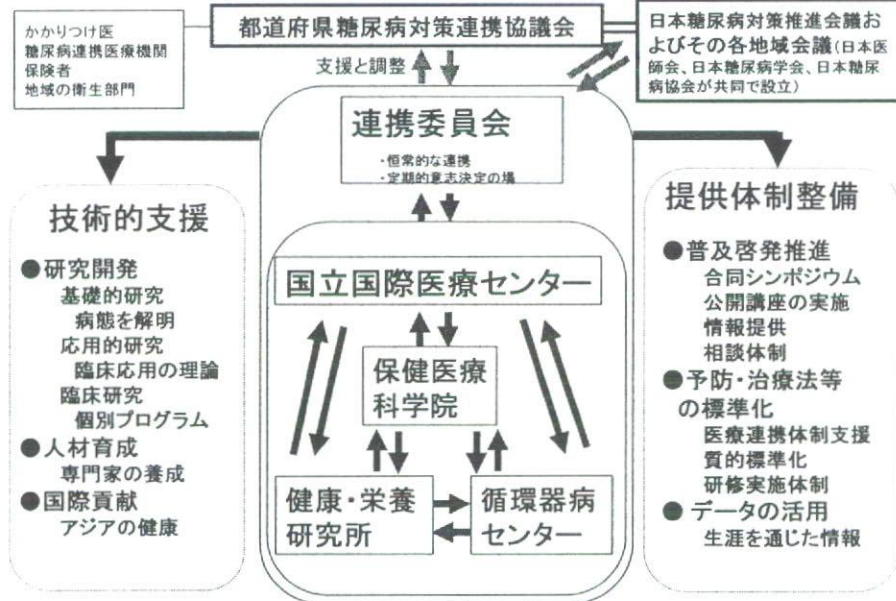 かかりつけ医
糖尿病連携医療機関
保険者
地域の衛生部門
都道府県糖尿病対策連携協議会
日本糖尿病対策推進会議お
よびその各地域会議(日本医
師会、日本糖尿病学会、日本糖尿
病協会が共同で設立)
支援と調整
連携委員会
・恒常的な連携
・定期的意志決定の場
技術的支援
●研究開発
基礎的研究
病態を解明
応用的研究
臨床応用の理論
臨床研究
個別プログラム
●人材育成
専門家の養成
●国際貢献
アジアの健康
国立国際医療センター
保健医療
科学院
健康・栄養
研究所
循環器病
センター
提供体制整備
●普及啓発推進
合同シンポジウム
公開講座の実施
情報提供
相談体制
●予防・治療法等
の標準化
医療連携体制支援
質的標準化
研修実施体制
● データの活用
生涯を通じた情報